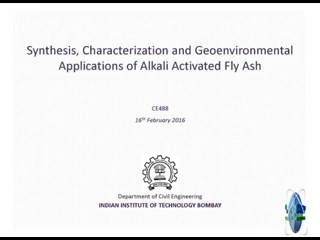 Synthesis, Characterization and Geoenvironmental
Applications of Alkali Activated Fly Ash
CE488
16th February 2016
Department of Civil Engineering
INDIAN INSTITUTE OF TECHNOLOGY BOMBAY